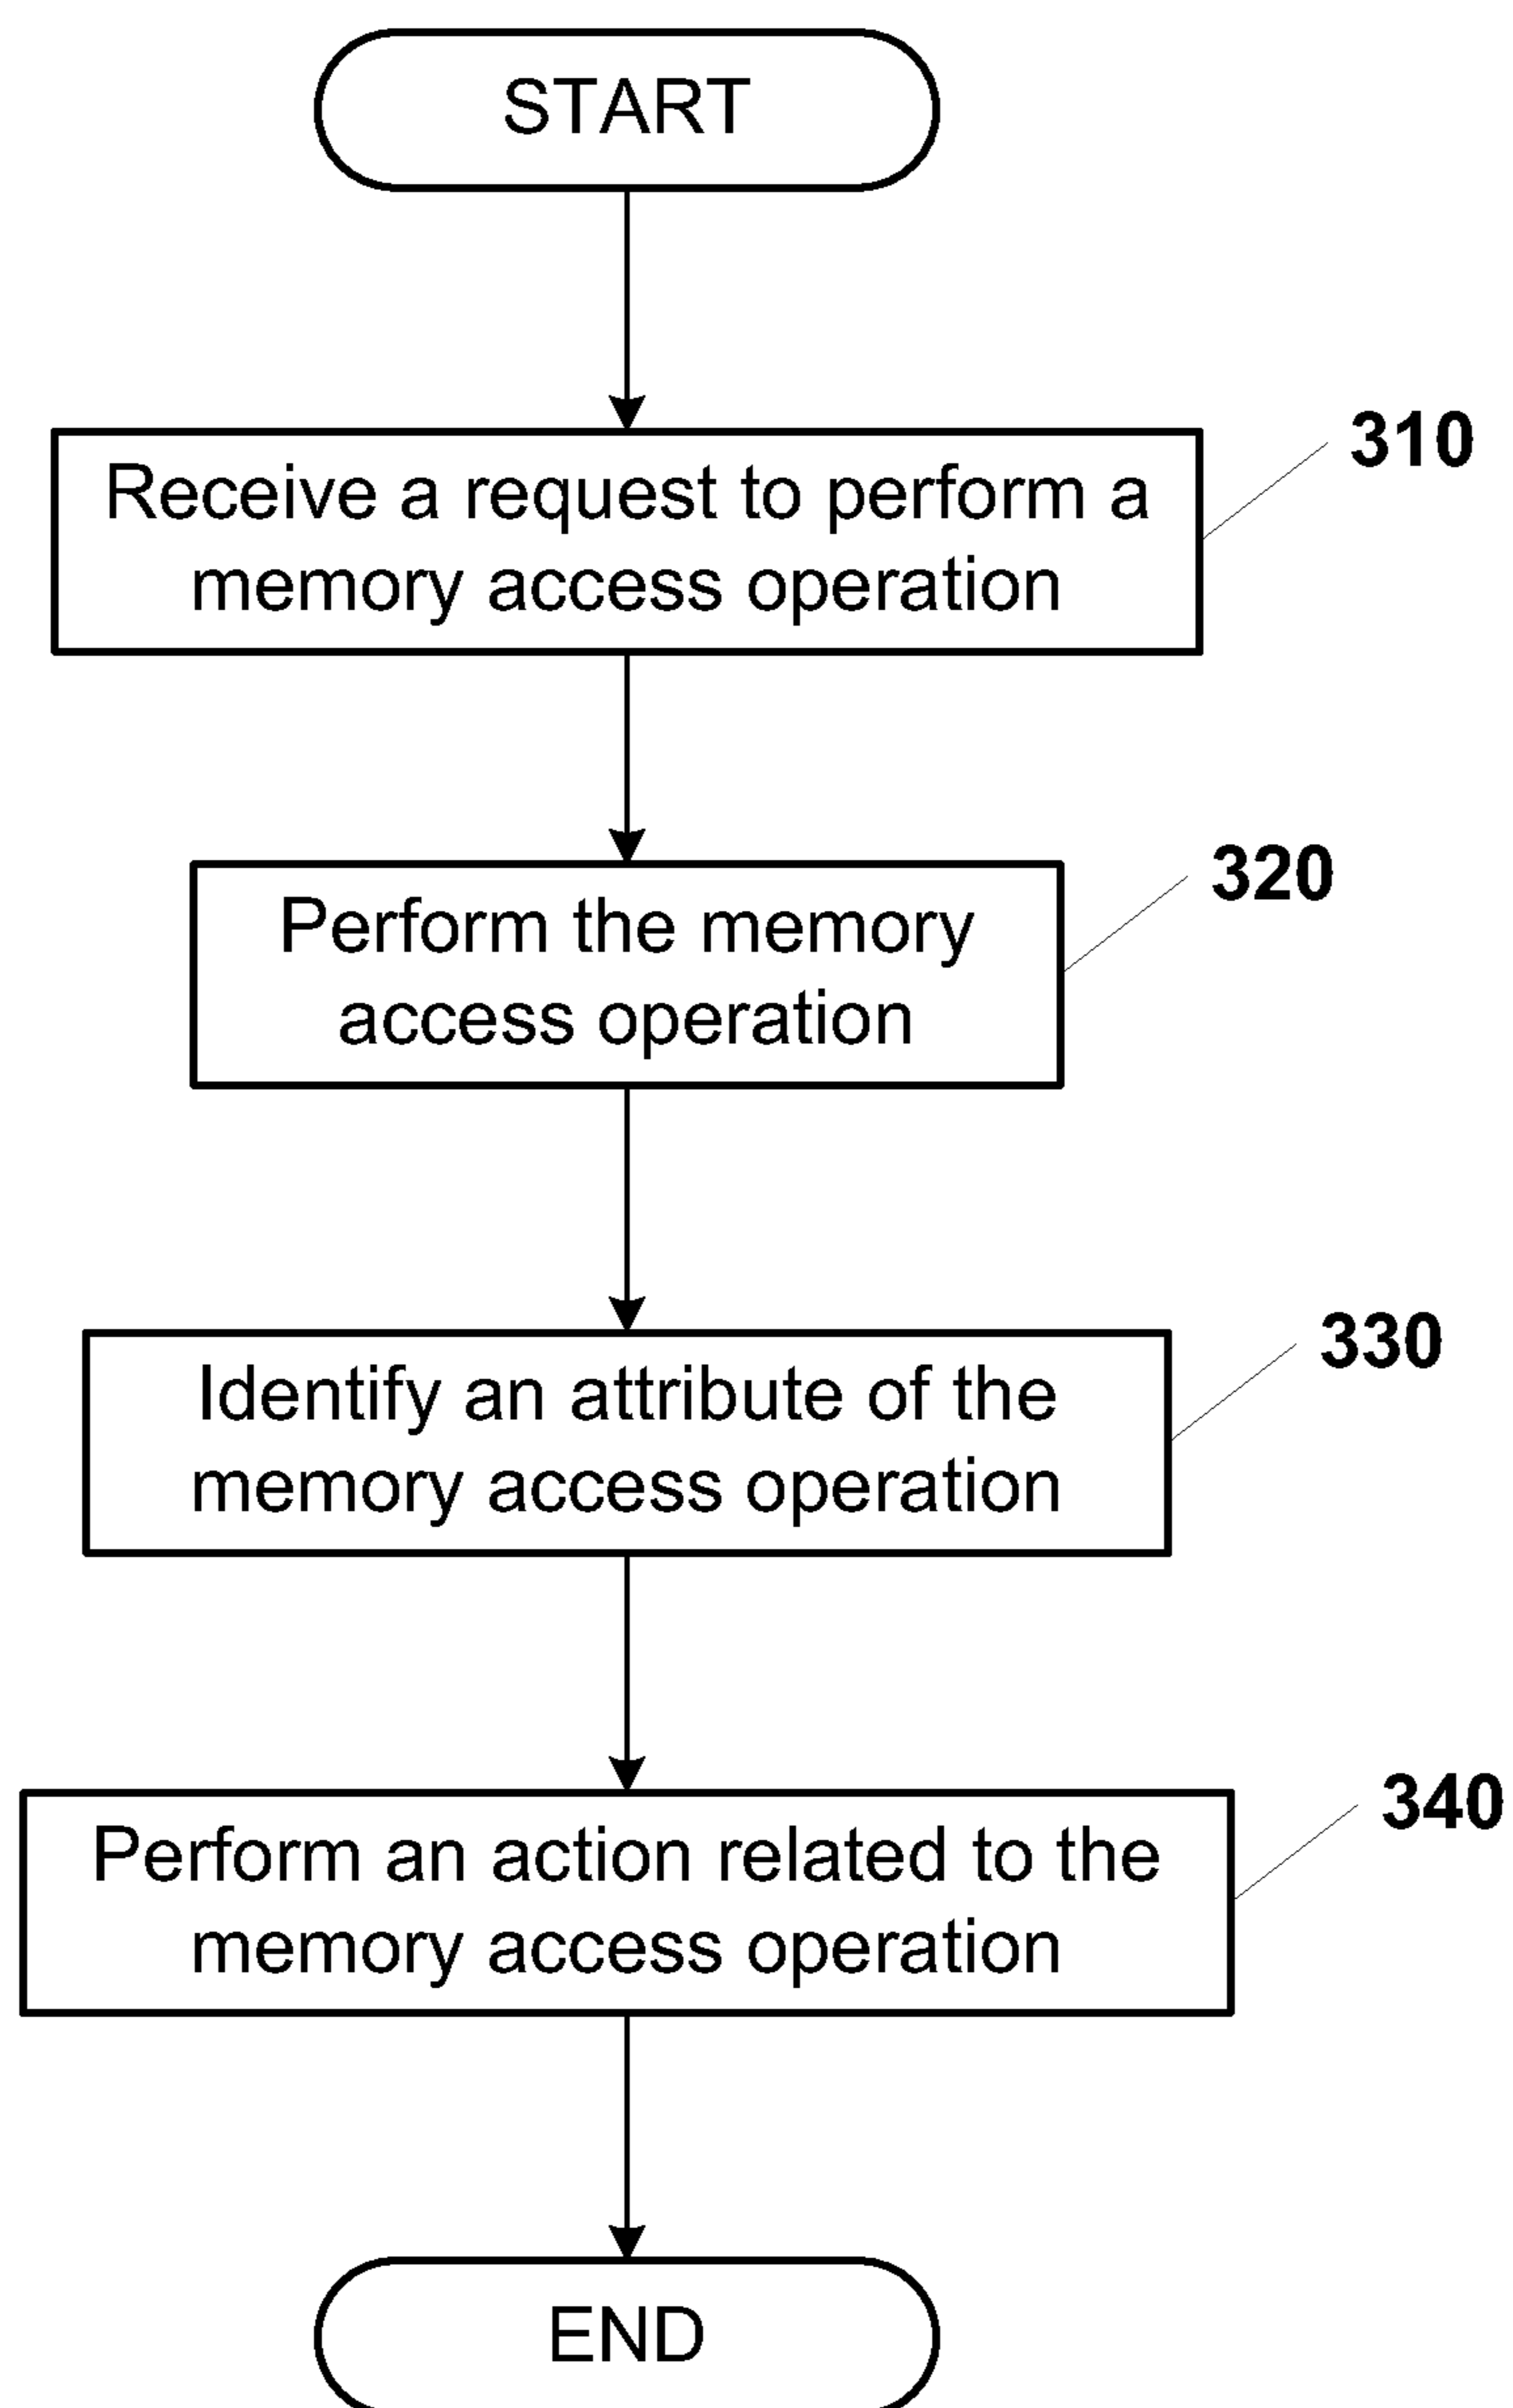 START
310
Receive a request to perform a
memory access operation
320
Perform the memory
access operation
330
Identify an attribute of the
memory access operation
340
Perform an action related to the
memory access operation
END